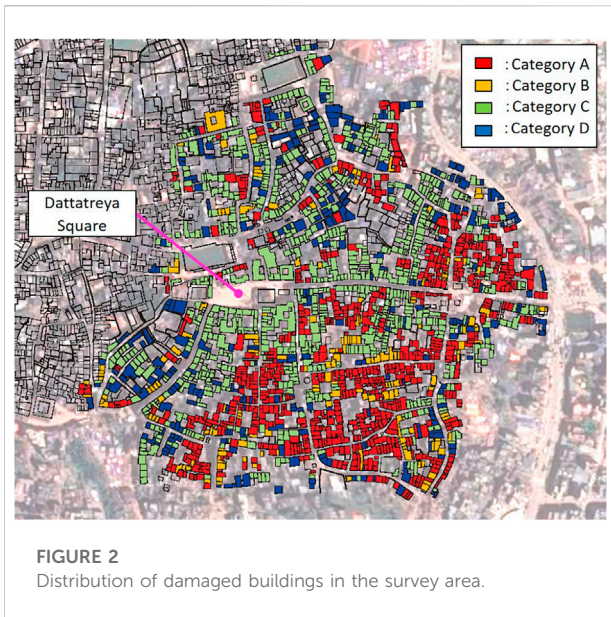 : Category A
: Category B
: Category C
: Category D
Dattatreya
Square
FIGURE 2
Distribution of damaged buildings in the survey area.